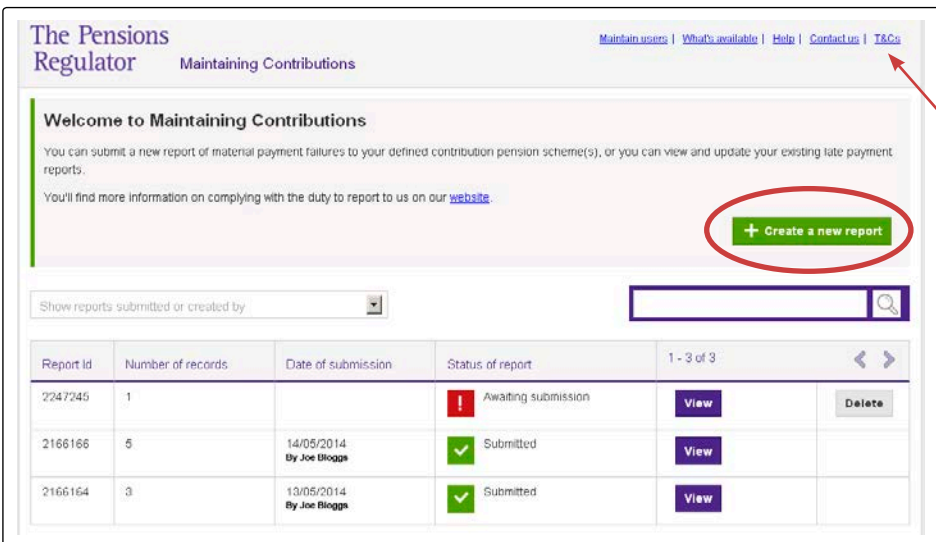 The Pensions
Regulator
Maintaining Contributions
Maintain users | What's available | Help | Contact us | T&Cs
Welcome to Maintaining Contributions
You can submit a new report of material payment failures to your defined contribution pension scheme(s), or you can view and update your existing late payment
reports.
You'll find more information on complying with the duty to report to us on our website.
+ Create a new report
Show reports submitted or created by
Report Id Number of records Date of submission Status of report 1 - 3 of 3
2247245 1 Awaiting submission View Delete
2166166 5 14/05/2014 Submitted View
By Joe Bloggs
2166164 3 13/05/2014 Submitted View
By Joe Bloggs